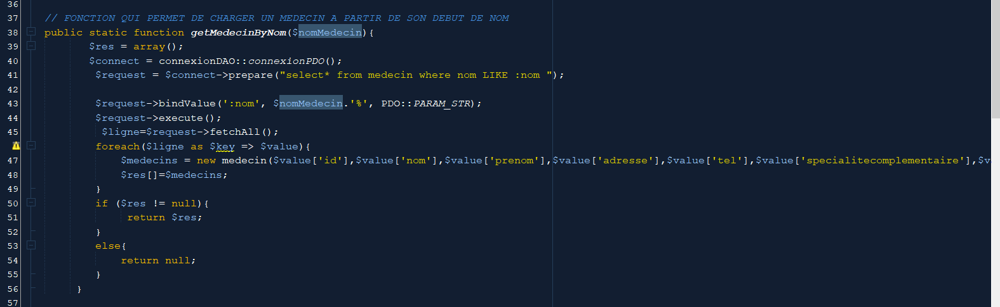 36
37 // FONCTION QUI PERMET DE CHARGER UN MEDECIN A PARTIR DE SON DEBUT DE NOM
38 public static function getMedecinByNom($nomMedecin){
39 $res = array();
40 $connect = connexionDAO::connexionPDO();
41 $request = $connect->prepare("select* from medecin where nom LIKE :nom ");
42
43 $request->bindValue(':nom', $nomMedecin.'%', PDO::PARAM_STR);
44 $request->execute();
45 $ligne=$request->fetchAll();
foreach($ligne as $key => $value){
47 $medecins = new medecin($value['id'],$value['nom'],$value['prenom'],$value['adresse'],$value['tel'],$value['specialitecomplementaire'],$v
48 $res[]=$medecins;
49 }
50 if ($res != null){
51 return $res;
52 }
53 else{
54 return null;
55 }
56 }
57